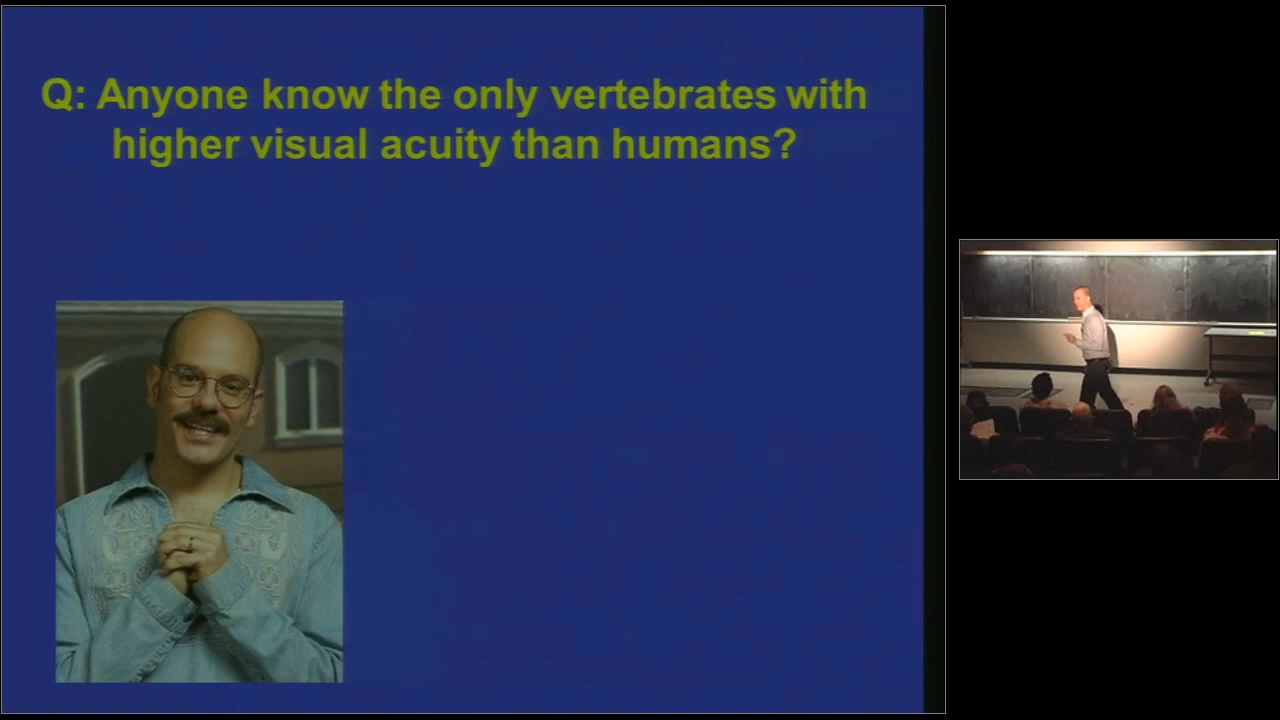 Q: Anyone know the only vertebrates with
higher visual acuity than humans?